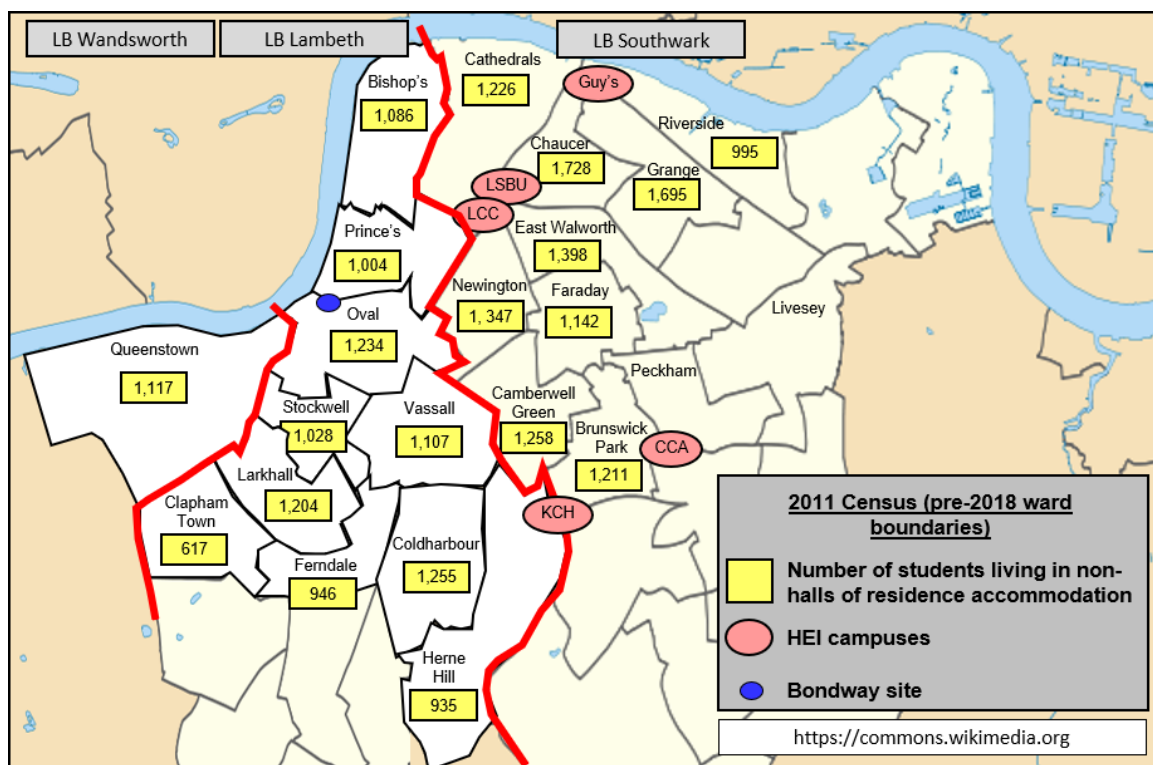 LB Wandsworth
LB Lambeth
LB Southwark
Bishop's
1,086
Cathedrals
1,226
Guy's
Riverside
995
Chaucer
1,728
Grange
1,695
LSBU
LCC
Prince's
1,004
East Walworth
1,398
Newington
1, 347
Faraday
1,142
Livesey
Oval
1,234
Queenstown
1,117
Peckham
Stockwell
1,028
Vassall
1,107
Camberwell
Green
1,258
Brunswick
Park
1,211
CCA
Larkhall
1,204
Clapham
Town
617
KCH
Ferndale
946
Coldharbour
1,255
Herne
Hill
935
2011 Census (pre-2018 ward
boundaries)
Number of students living in non-
halls of residence accommodation
HEI campuses
Bondway site
https://commons.wikimedia.org